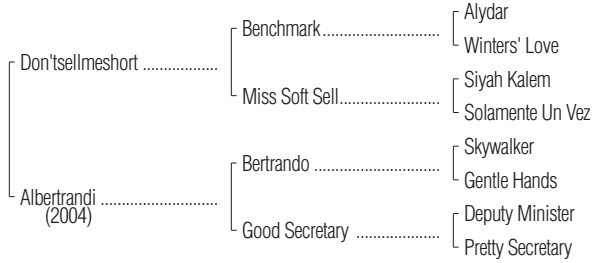 Alydar
Benchmark
Winters' Love
Don'tsellmeshort
Siyah Kalem
Miss Soft Sell
Solamente Un Vez
Skywalker
Bertrando
Gentle Hands
Albertrandi
(2004)
Deputy Minister
Good Secretary
Pretty Secretary